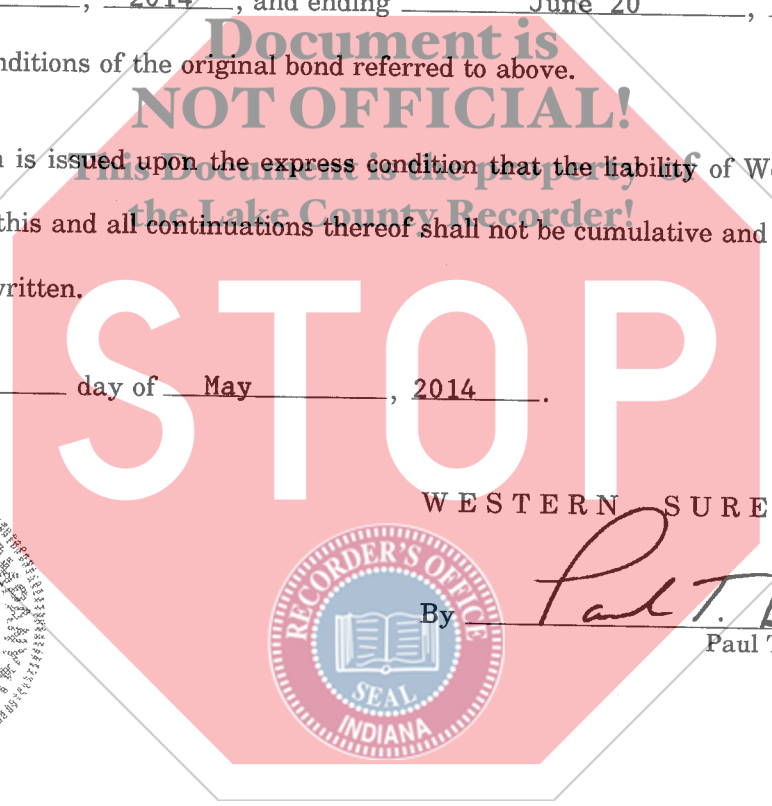 , 2014, and ending June 20,
Document is
nditions of the original bond referred to above.
NOT OFFICIAL!
is issued upon the express condition that the liability of W
This Document is the property of
the Lake County Recorder!
this and all continuations thereof shall not be cumulative and
written.
STOP
day of May, 2014.
WESTERN SURE
RECORDER'S OFFICE
By Paul T.
Paul T
SEAL
INDIANA